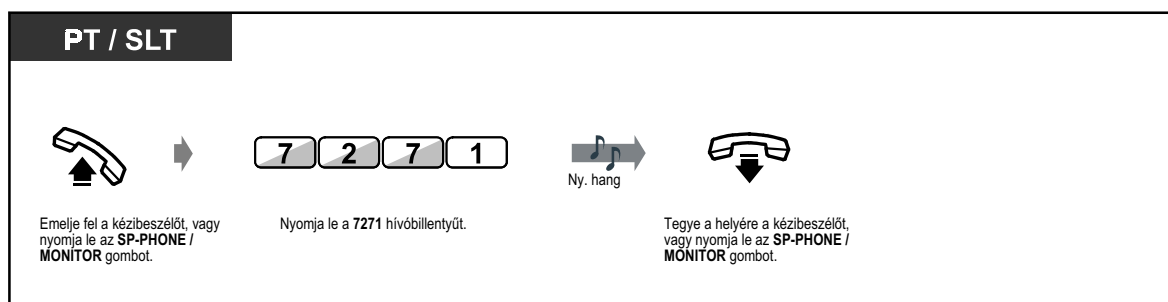 PT / SLT
7 2 7 1
Ny. hang
Emelje fel a kézibeszélőt, vagy
nyomja le az SP-PHONE /
MONITOR gombot.
Nyomja le a 7271 hívóbillentyűt.
Tegye a helyére a kézibeszélőt,
vagy nyomja le az SP-PHONE /
MONITOR gombot.